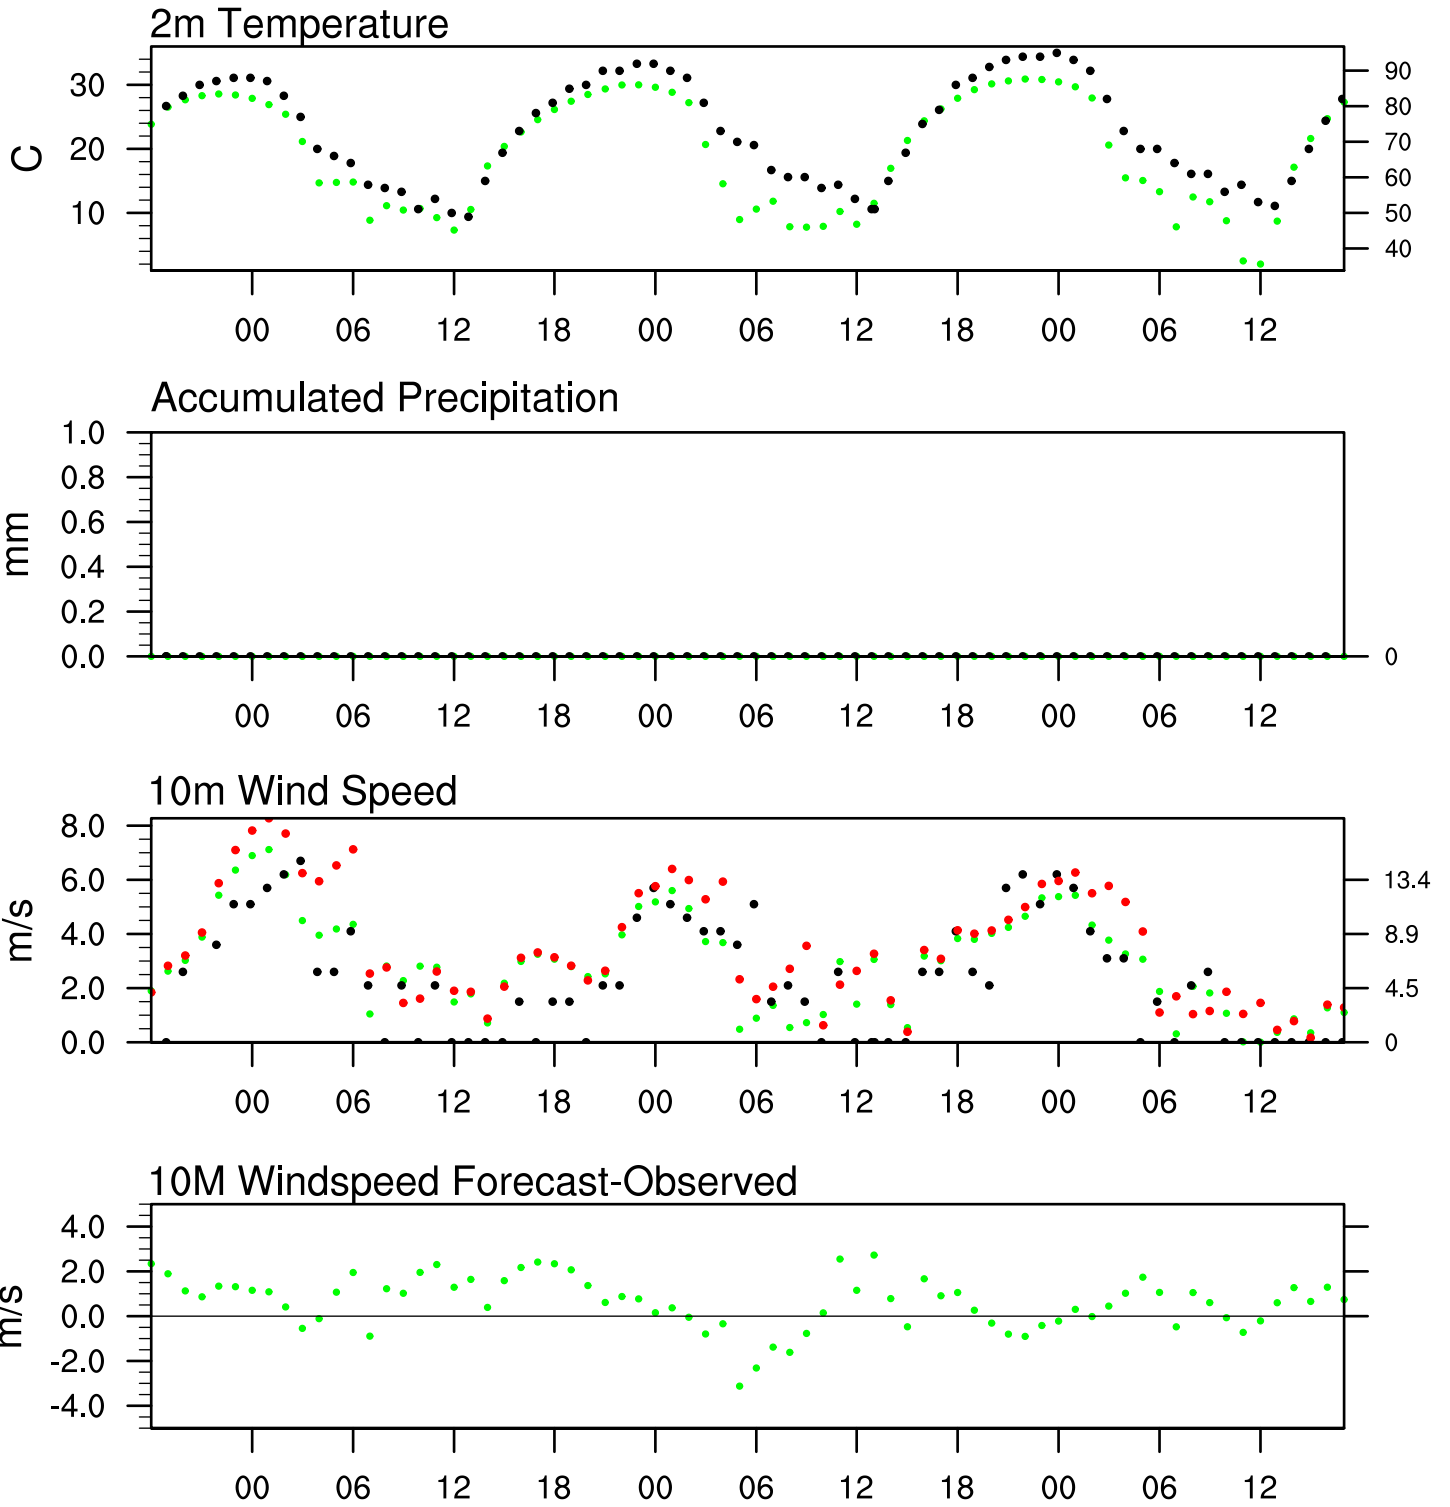 2m Temperature
C
30
20
10
90
80
70
60
50
40
00 06 12 18 00 06 12 18 00 06 12
Accumulated Precipitation
mm
1.0
0.8
0.6
0.4
0.2
0.0
0
00 06 12 18 00 06 12 18 00 06 12
10m Wind Speed
m/s
8.0
6.0
4.0
2.0
0.0
13.4
8.9
4.5
0
00 06 12 18 00 06 12 18 00 06 12
10M Windspeed Forecast-Observed
m/s
4.0
2.0
0.0
-2.0
-4.0
00 06 12 18 00 06 12 18 00 06 12